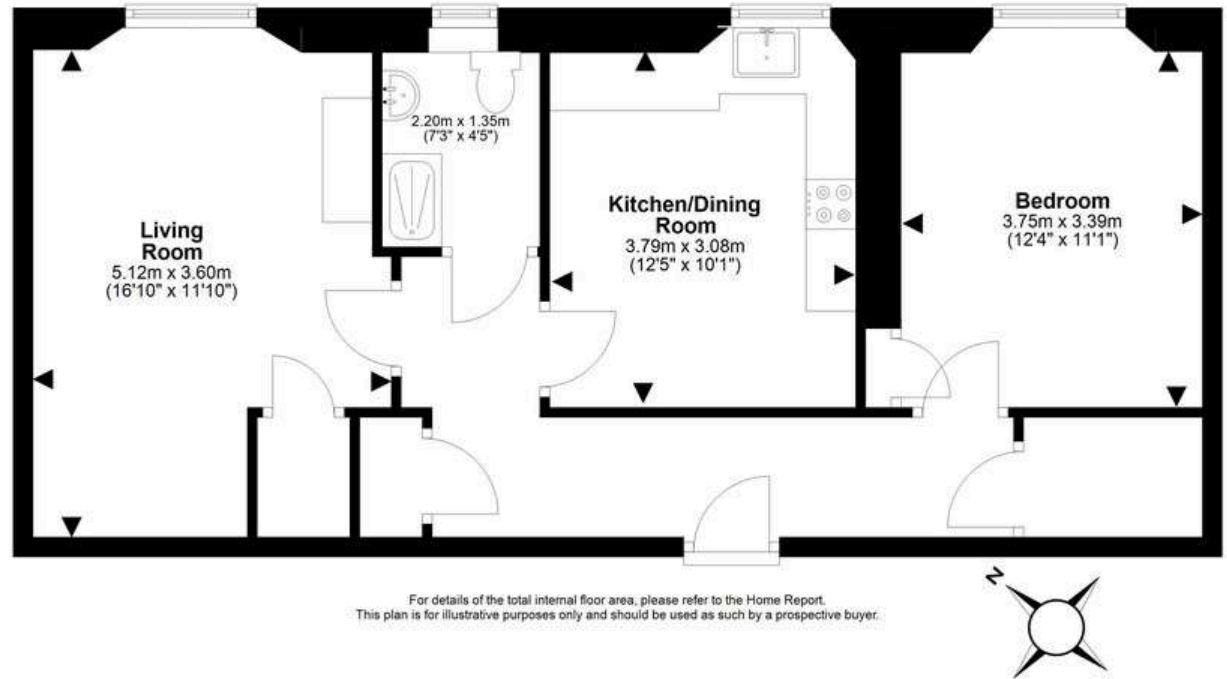 2.20m x 1.35m
(7'3" x 4'5")
Living
Room
5.12m x 3.60m
(16'10" x 11'10")
Kitchen/Dining
Room
3.79m x 3.08m
(12'5" x 10'1")
Bedroom
3.75m x 3.39m
(12'4" x 11'1")
For details of the total internal floor area, please refer to the Home Report.
This plan is for illustrative purposes only and should be used as such by a prospective buyer.
N